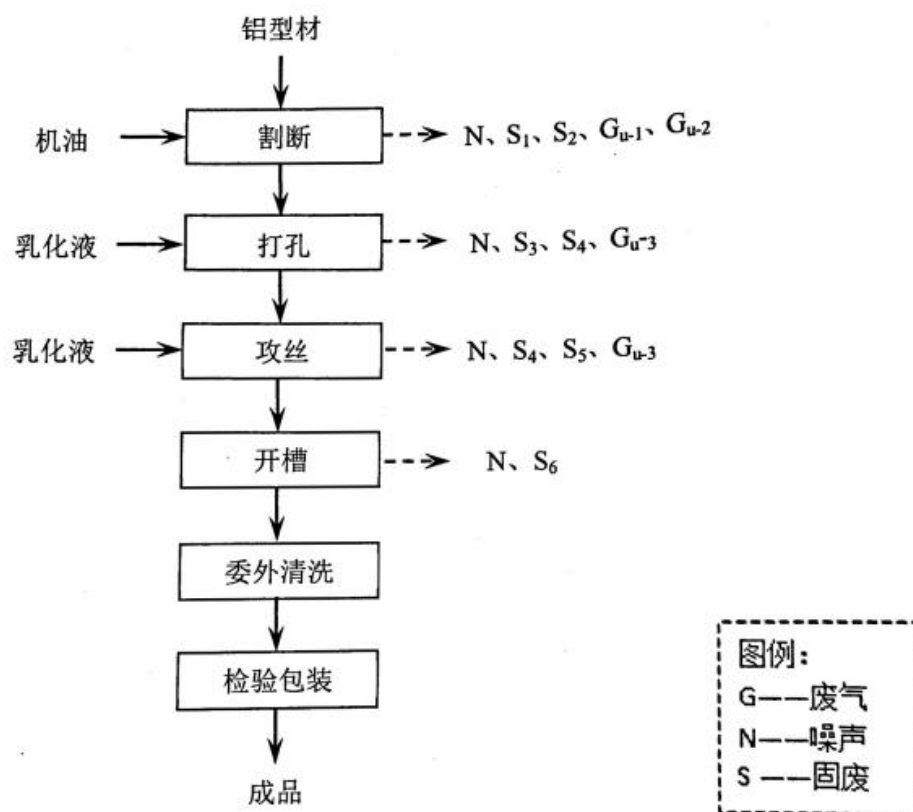 铝型材
机油
割断
N、S₁、S₂、Gᵤ₋₁、Gᵤ₋₂
乳化液
打孔
N、S₃、S₄、Gᵤ₋₃
乳化液
攻丝
N、S₄、S₅、Gᵤ₋₃
开槽
N、S₆
委外清洗
检验包装
成品
图例：
G——废气
N——噪声
S——固废